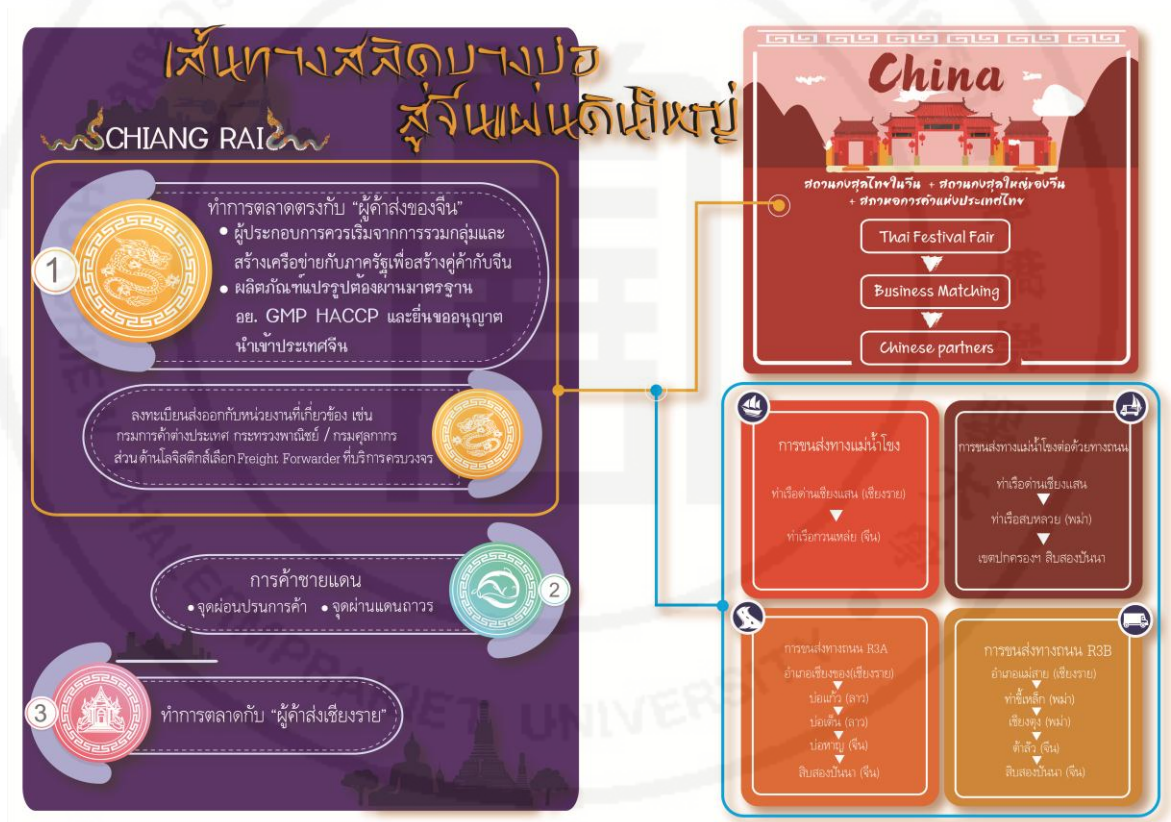 เส้นทางสลิดบางบ่อ
สู่จีนแผ่นดินใหญ่
CHIANG RAI
1
ทำการตลาดตรงกับ “ผู้ค้าส่งของจีน”
• ผู้ประกอบการควรเริ่มจากการรวมกลุ่มและ
สร้างเครือข่ายกับภาครัฐเพื่อสร้างคู่ค้ากับจีน
• ผลิตภัณฑ์แปรรูปต้องผ่านมาตรฐาน
อย. GMP HACCP และยื่นขออนุญาต
นำเข้าประเทศจีน
ลงทะเบียนส่งออกกับหน่วยงานที่เกี่ยวข้อง เช่น
กรมการค้าต่างประเทศ กระทรวงพาณิชย์ / กรมศุลกากร
ส่วนด้านโลจิสติกส์เลือก Freight Forwarder ที่บริการครบวงจร
การค้าชายแดน
• จุดผ่อนปรนการค้า • จุดผ่านแดนถาวร
2
3
ทำการตลาดกับ “ผู้ค้าส่งเชียงราย”
China
สถานกงสุลไทยในจีน + สถานกงสุลใหญ่ของจีน
+ สภาหอการค้าแห่งประเทศไทย
Thai Festival Fair
Business Matching
Chinese partners
การขนส่งทางแม่น้ำโขง
ท่าเรือด่านเชียงแสน (เชียงราย)
ท่าเรือกวนเหล่ย (จีน)
การขนส่งทางแม่น้ำโขงต่อด้วยทางถนน
ท่าเรือด่านเชียงแสน
ท่าเรือสบหลวย (พม่า)
เขตปกครองฯ สิบสองปันนา
การขนส่งทางถนน R3A
อำเภอเชียงของ(เชียงราย)
บ่อแก้ว (ลาว)
บ่อเต็น (ลาว)
บ่อหาญ (จีน)
สิบสองปันนา (จีน)
การขนส่งทางถนน R3B
อำเภอแม่สาย (เชียงราย)
ท่าขี้เหล็ก (พม่า)
เชียงตุง (พม่า)
ต้าลั๊ว (จีน)
สิบสองปันนา (จีน)
UNIVERSITY